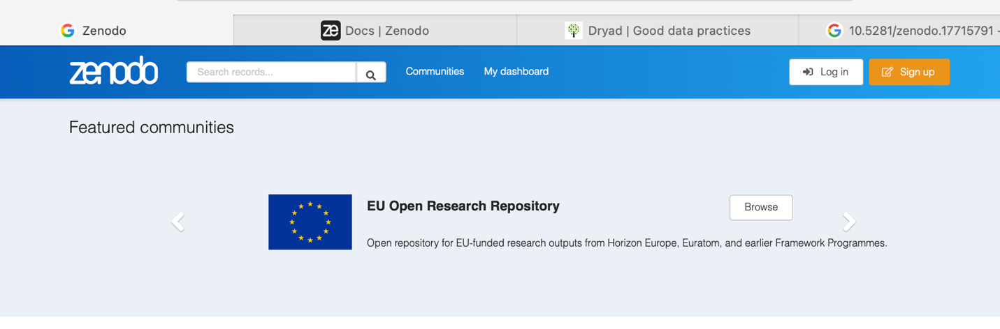 Zenodo
Docs | Zenodo
Dryad | Good data practices
10.5281/zenodo.17715791 -
zenodo
Search records...
Communities
My dashboard
Log in
Sign up
Featured communities
EU Open Research Repository
Browse
Open repository for EU-funded research outputs from Horizon Europe, Euratom, and earlier Framework Programmes.